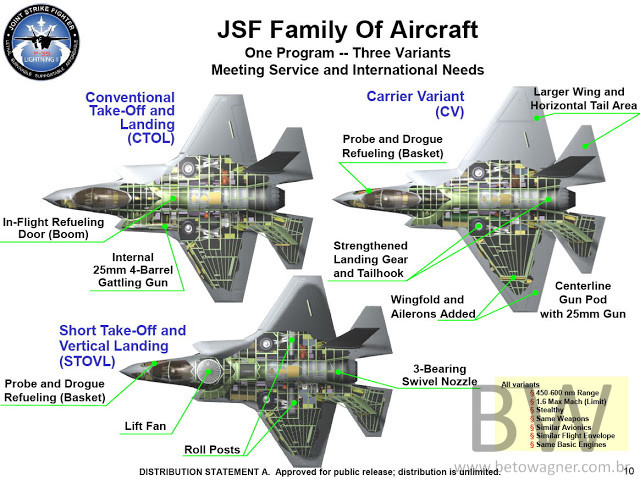 JOINT STRIKE FIGHTER
LIGHTNING II
LETHAL SURVIVABLE SUPPORTABLE AFFORDABLE
JSF Family Of Aircraft
One Program -- Three Variants
Meeting Service and International Needs
Conventional
Take-Off and
Landing
(CTOL)
In-Flight Refueling
Door (Boom)
Internal
25mm 4-Barrel
Gattling Gun
Carrier Variant
(CV)
Larger Wing and
Horizontal Tail Area
Probe and Drogue
Refueling (Basket)
Strengthened
Landing Gear
and Tailhook
Wingfold and
Ailerons Added
Centerline
Gun Pod
with 25mm Gun
Short Take-Off and
Vertical Landing
(STOVL)
Probe and Drogue
Refueling (Basket)
Lift Fan
Roll Posts
3-Bearing
Swivel Nozzle
All variants
§ 450-600 nm Range
§ 1.6 Max Mach (Limit)
§ Stealthy
§ Same Weapons
§ Similar Avionics
§ Similar Flight Envelope
§ Same Basic Engines
BW
www.betowagner.com.br
DISTRIBUTION STATEMENT A. Approved for public release; distribution is unlimited.
10